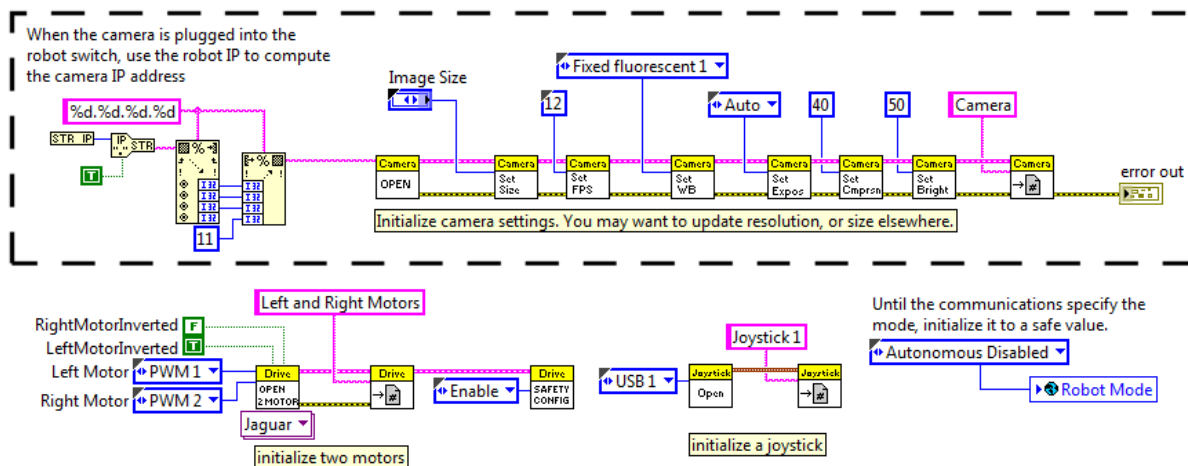 When the camera is plugged into the
robot switch, use the robot IP to compute
the camera IP address
%d.%d.%d.%d
STR IP
IP
STR
T
%
%
I32
I32
I32
I32
I32
I32
I32
I32
11
Image Size
12
Fixed fluorescent 1
Auto
40
50
Camera
Camera
OPEN
Camera
Set
Size
Camera
Set
FPS
Camera
Set
WB
Camera
Set
Expos
Camera
Set
Cmprsn
Camera
Set
Bright
Camera
#
error out
Initialize camera settings. You may want to update resolution, or size elsewhere.
Left and Right Motors
RightMotorInverted F
LeftMotorInverted T
Left Motor PWM 1
Right Motor PWM 2
Drive
OPEN
2 MOTOR
Jaguar
Drive
#
Enable
Drive
SAFETY
CONFIG
initialize two motors
Joystick 1
USB 1
Joystick
Open
Joystick
#
initialize a joystick
Until the communications specify the
mode, initialize it to a safe value.
Autonomous Disabled
Robot Mode